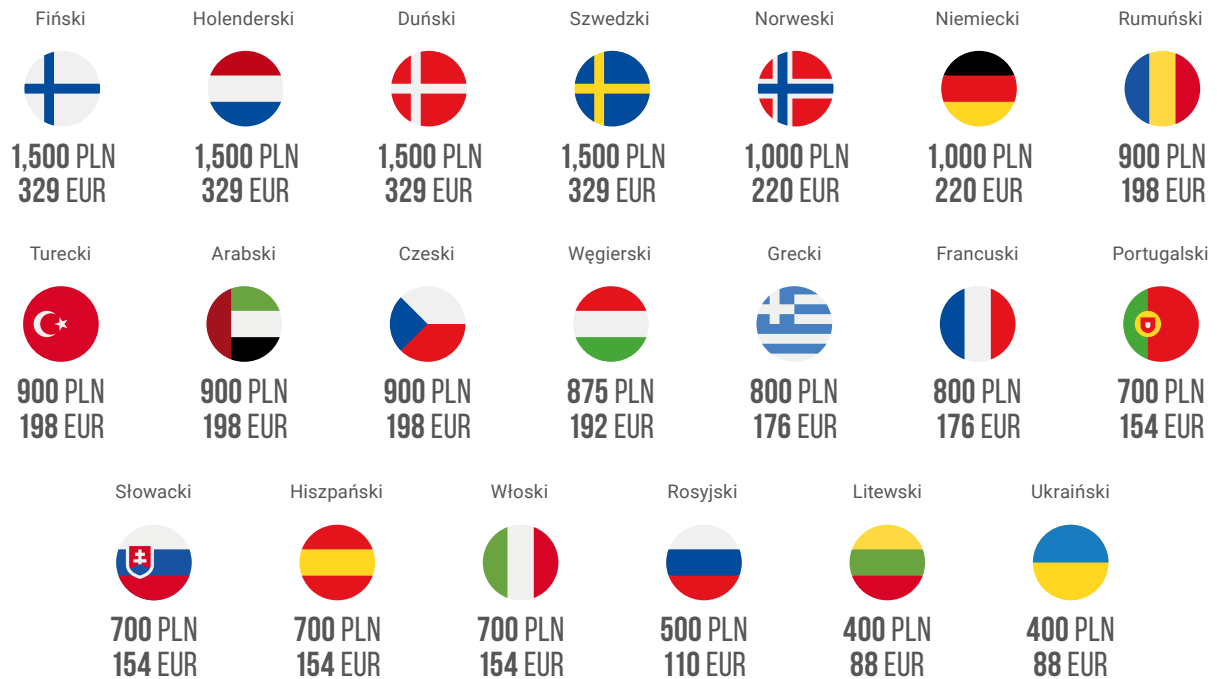 Fiński Holenderski Duński Szwedzki Norweski Niemiecki Rumuński
1,500 PLN 1,500 PLN 1,500 PLN 1,500 PLN 1,000 PLN 1,000 PLN 900 PLN
329 EUR 329 EUR 329 EUR 329 EUR 220 EUR 220 EUR 198 EUR
Turecki Arabski Czeski Węgierski Grecki Francuski Portugalski
900 PLN 900 PLN 900 PLN 875 PLN 800 PLN 800 PLN 700 PLN
198 EUR 198 EUR 198 EUR 192 EUR 176 EUR 176 EUR 154 EUR
Słowacki Hiszpański Włoski Rosyjski Litewski Ukraiński
700 PLN 700 PLN 700 PLN 500 PLN 400 PLN 400 PLN
154 EUR 154 EUR 154 EUR 110 EUR 88 EUR 88 EUR